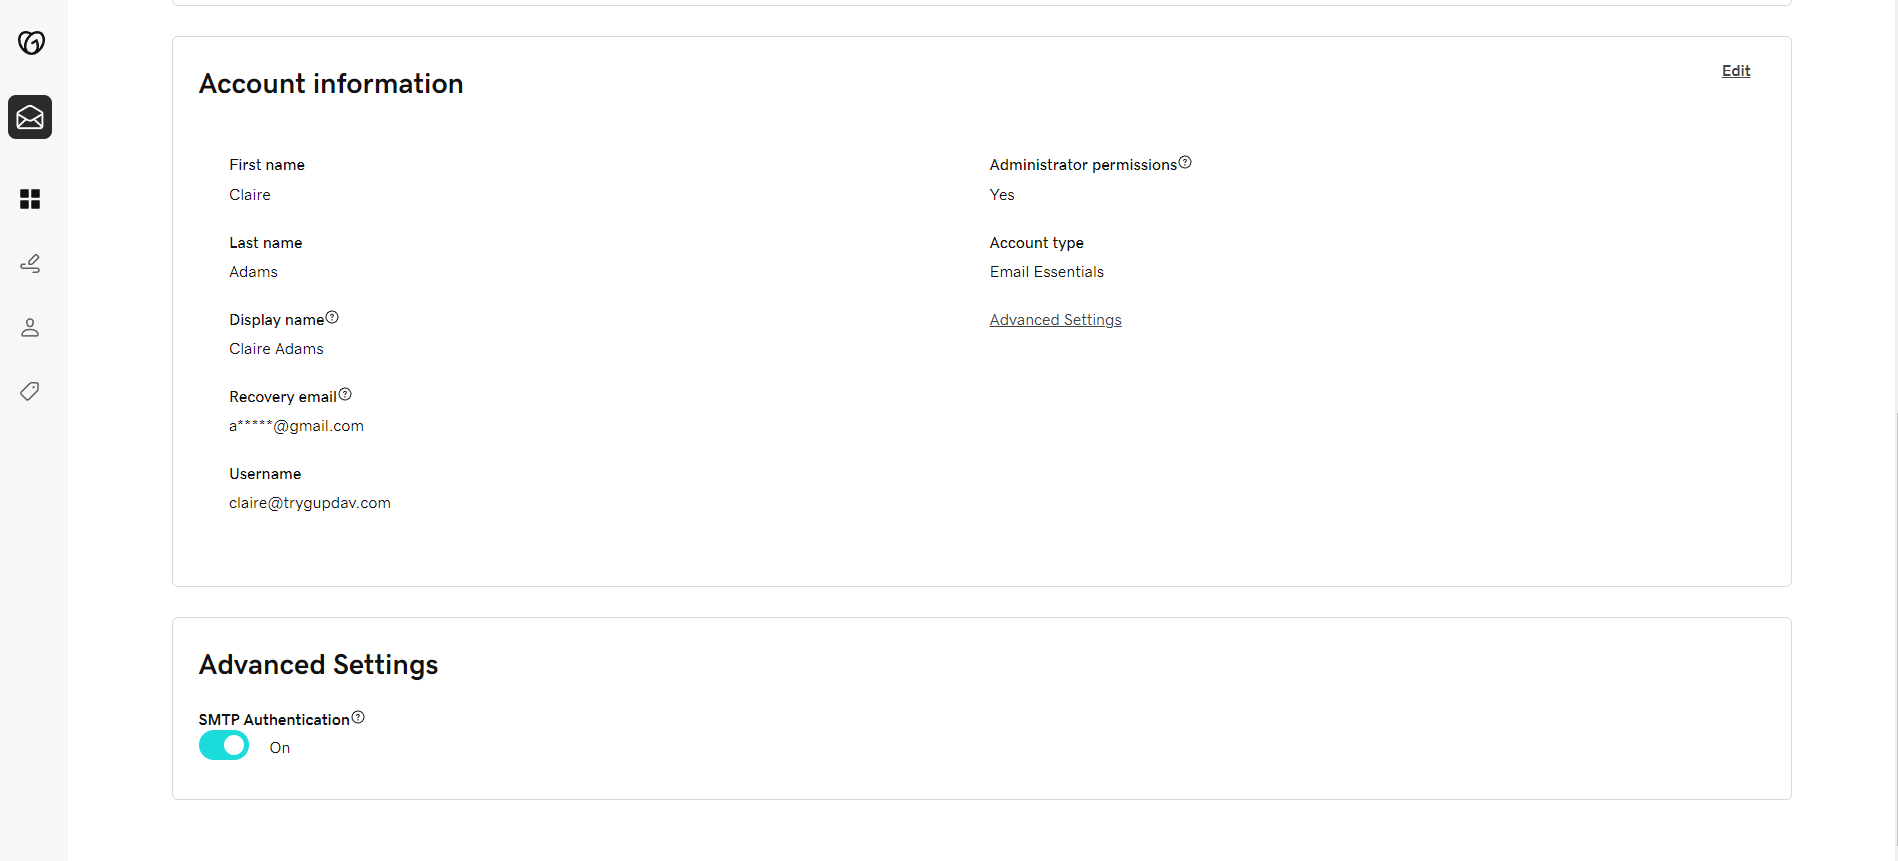 Account information
Edit
First name
Claire
Last name
Adams
Display name
Claire Adams
Recovery email
a*****@gmail.com
Username
claire@trygupdav.com
Administrator permissions
Yes
Account type
Email Essentials
Advanced Settings
Advanced Settings
SMTP Authentication
On